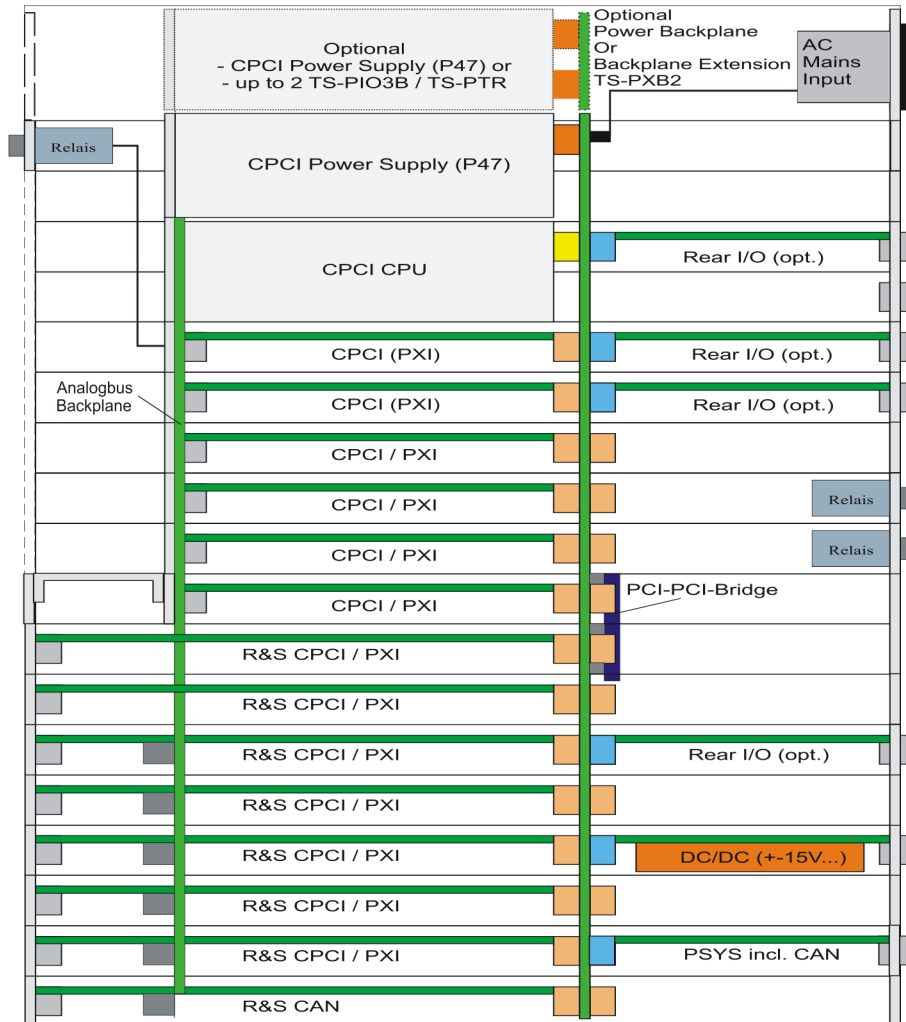 Optional
- CPCI Power Supply (P47) or
- up to 2 TS-PIO3B / TS-PTR
Optional
Power Backplane
Or
Backplane Extension
TS-PXB2
AC
Mains
Input
Relais
CPCI Power Supply (P47)
CPCI CPU
Rear I/O (opt.)
CPCI (PXI)
Rear I/O (opt.)
Analogbus
Backplane
CPCI (PXI)
Rear I/O (opt.)
CPCI / PXI
CPCI / PXI
Relais
CPCI / PXI
Relais
CPCI / PXI
PCI-PCI-Bridge
R&S CPCI / PXI
R&S CPCI / PXI
R&S CPCI / PXI
Rear I/O (opt.)
R&S CPCI / PXI
R&S CPCI / PXI
DC/DC (+-15V...)
R&S CPCI / PXI
R&S CPCI / PXI
PSYS incl. CAN
R&S CAN